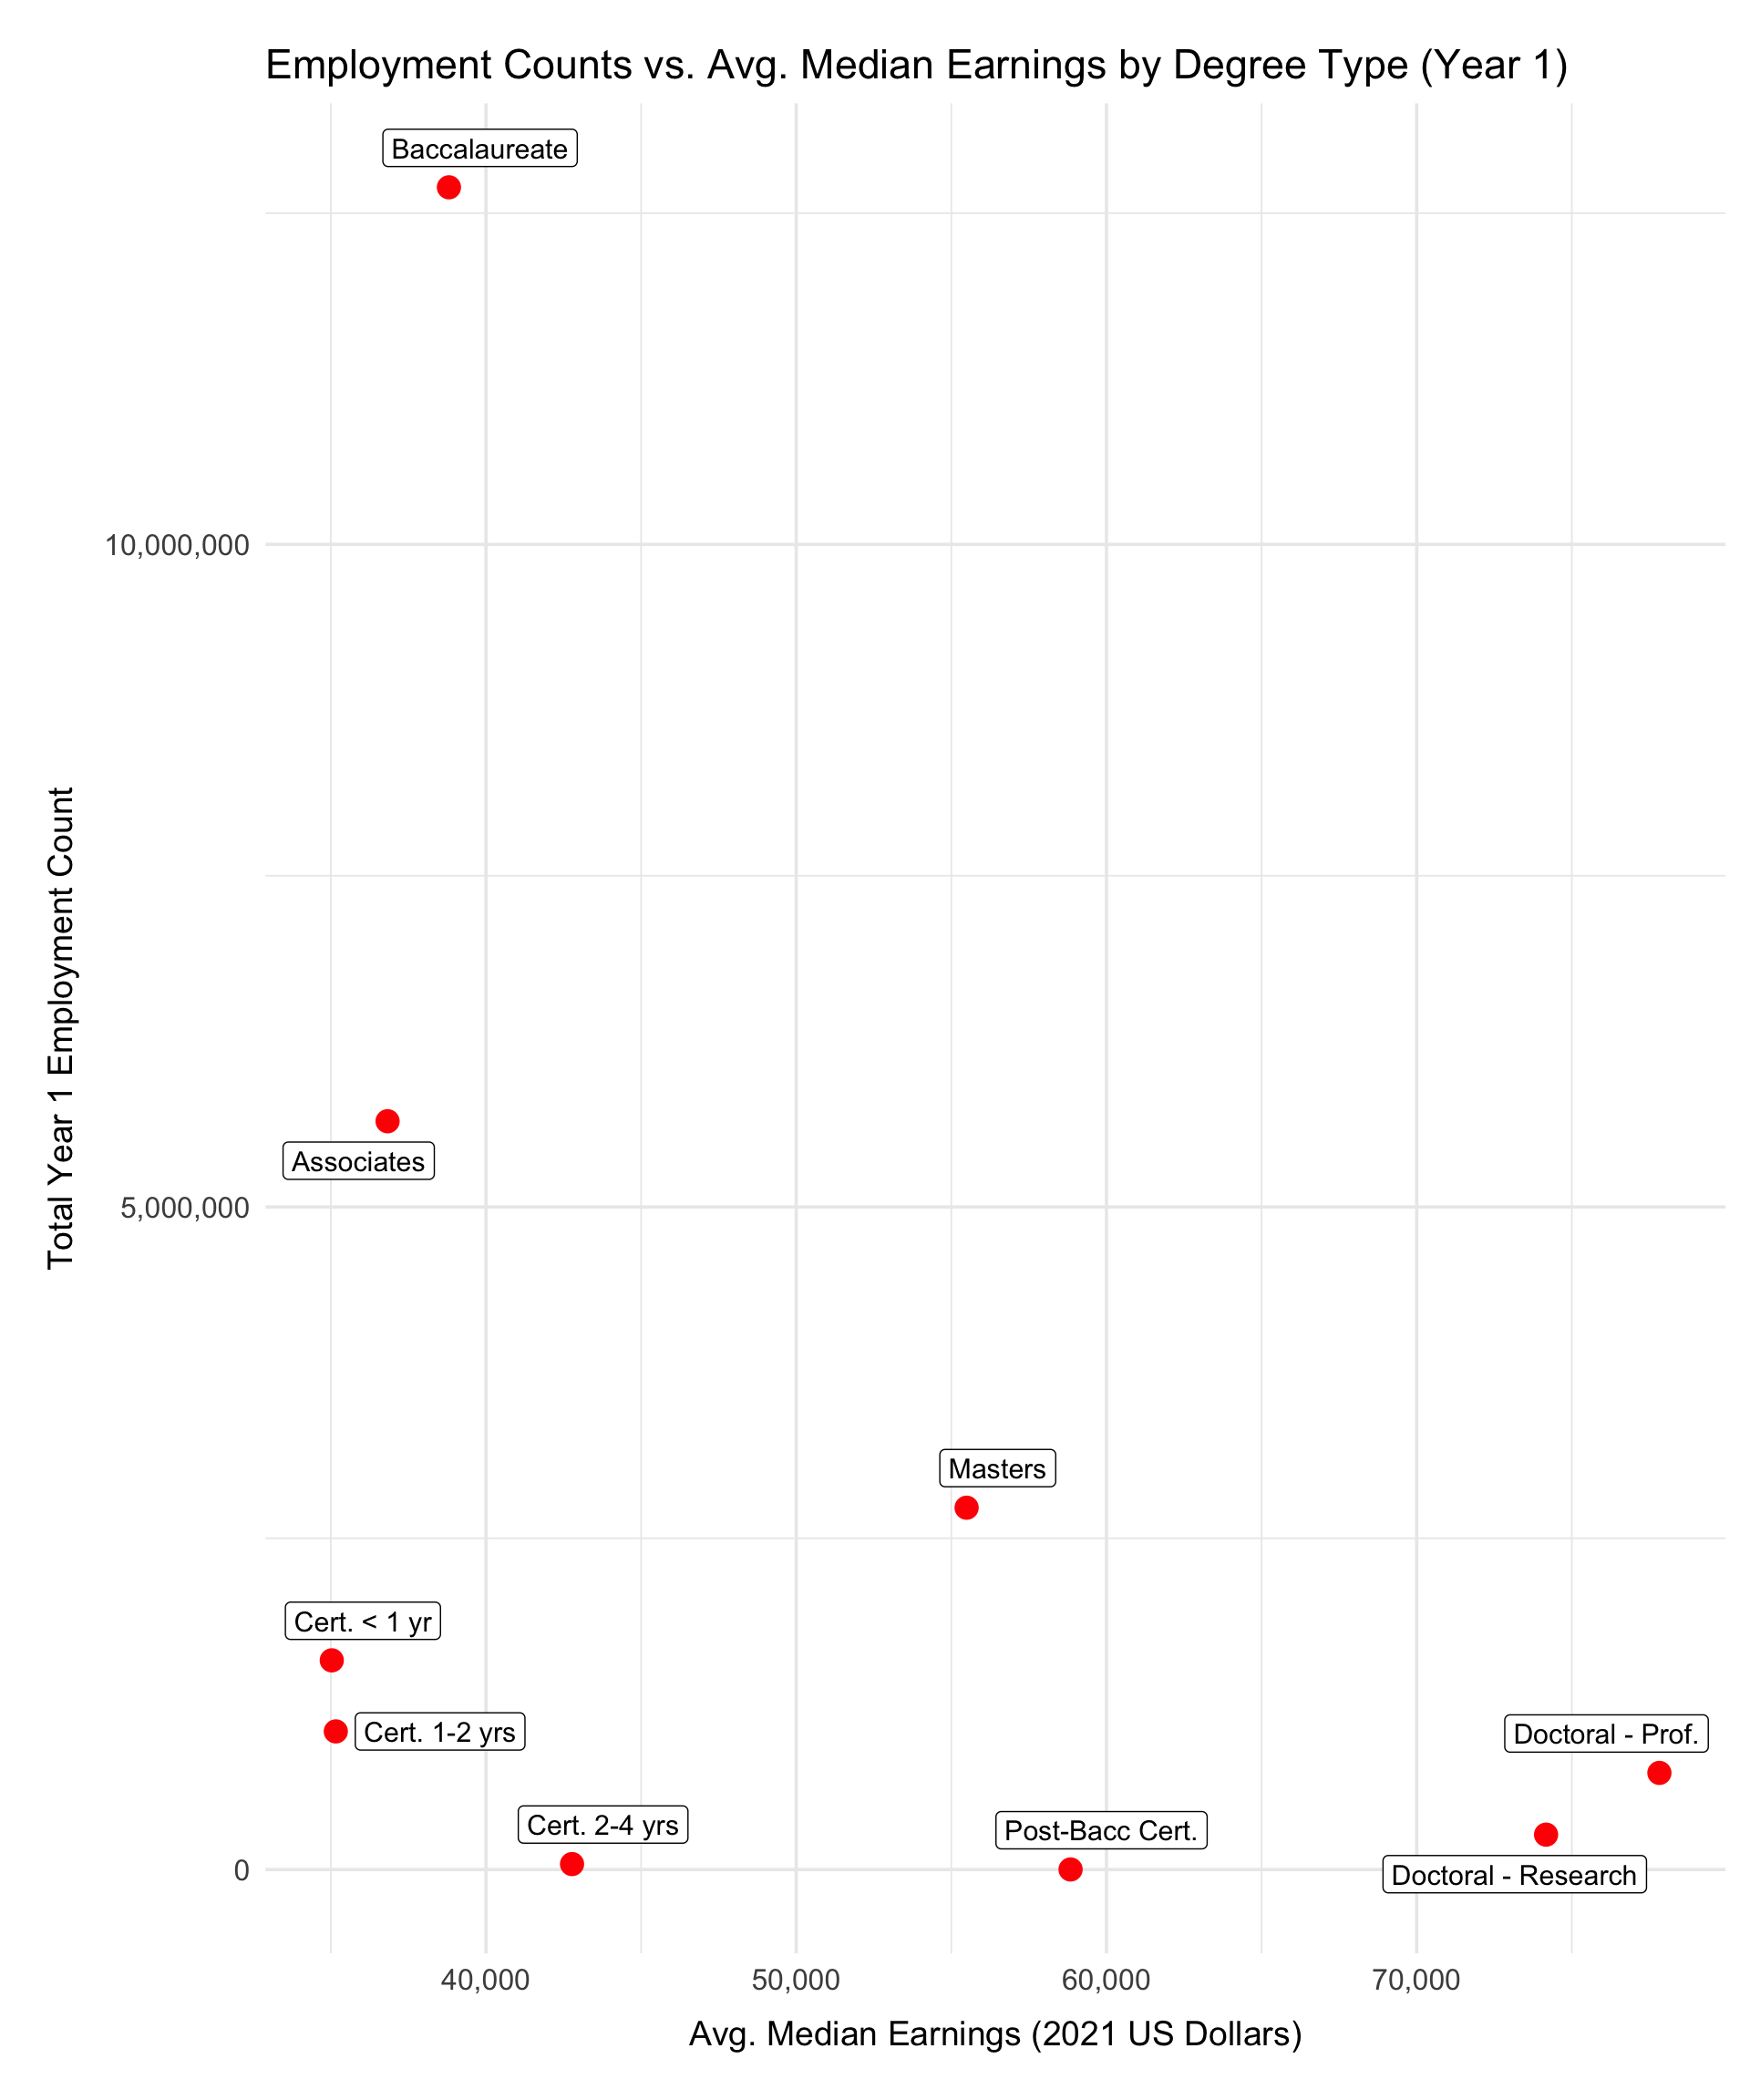 Employment Counts vs. Avg. Median Earnings by Degree Type (Year 1)
Baccalaureate
10,000,000
Total Year 1 Employment Count
Associates
5,000,000
Masters
Cert. < 1 yr
Cert. 1-2 yrs
Doctoral - Prof.
Cert. 2-4 yrs
Post-Bacc Cert.
Doctoral - Research
0
40,000
50,000
60,000
70,000
Avg. Median Earnings (2021 US Dollars)